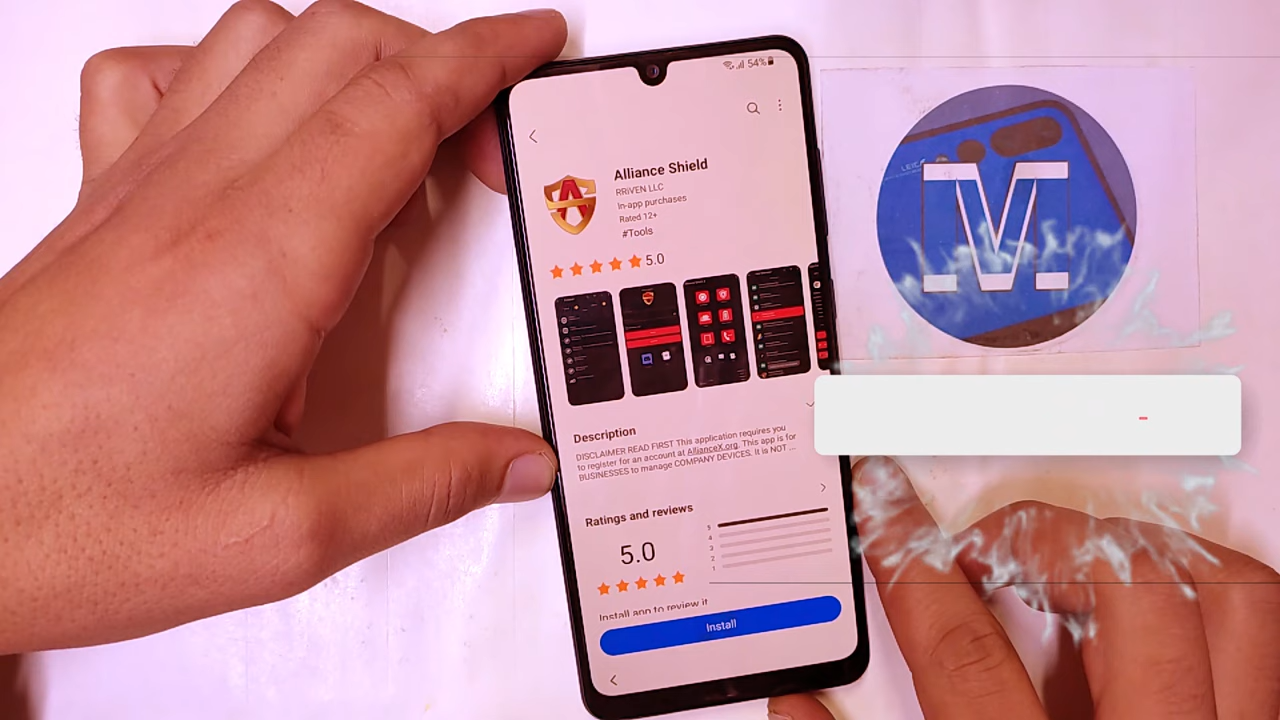 54%
Alliance Shield
RRiVEN LLC
In-app purchases
Rated 12+
#Tools
5.0
Description
DISCLAIMER READ FIRST This application requires you
to register for an account at AllianceX.org. This app is for
BUSINESSES to manage COMPANY DEVICES. It is NOT ...
Ratings and reviews
5.0
5
4
3
2
1
Install app to review it
Install
LEICA
M